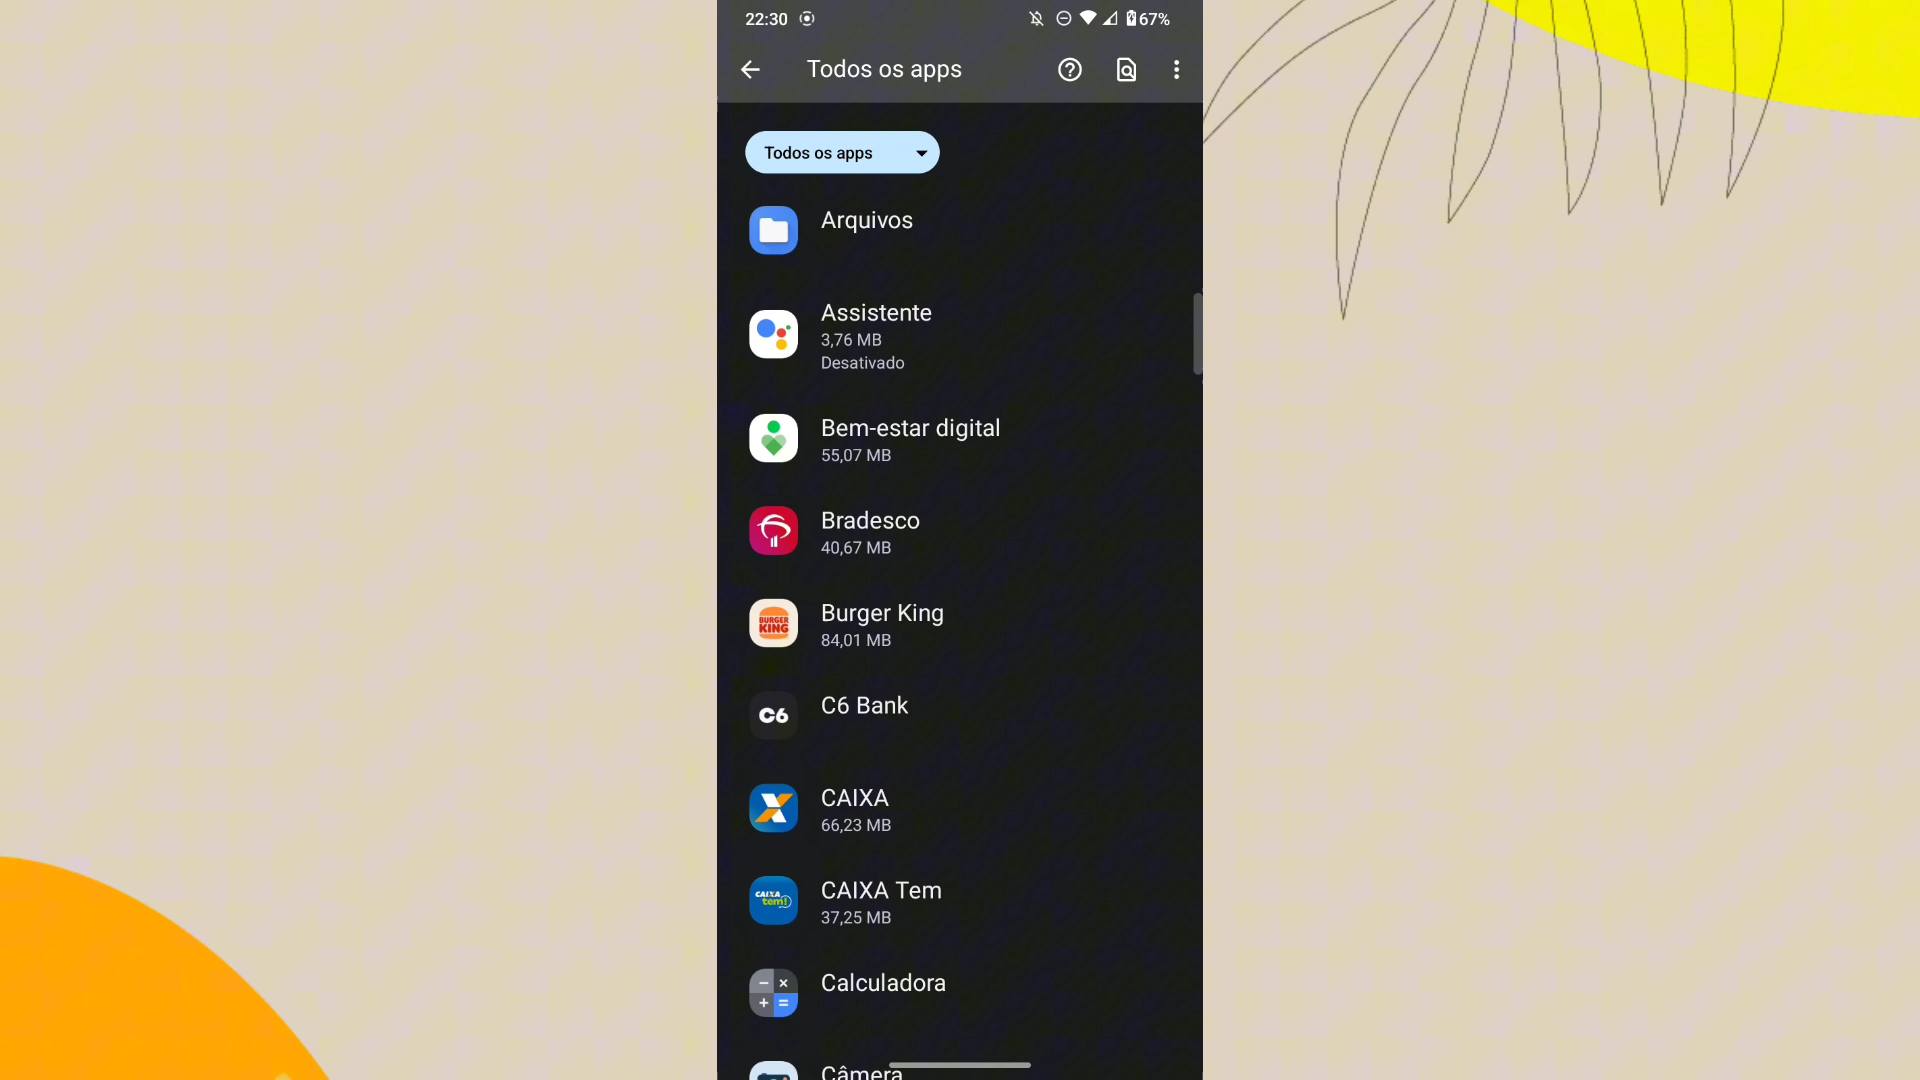 22:30
67%
Todos os apps
Todos os apps
Arquivos
Assistente
3,76 MB
Desativado
Bem-estar digital
55,07 MB
Bradesco
40,67 MB
BURGER
KING
Burger King
84,01 MB
C6
C6 Bank
CAIXA
66,23 MB
CAIXA
tem!
CAIXA Tem
37,25 MB
Calculadora
Câmera